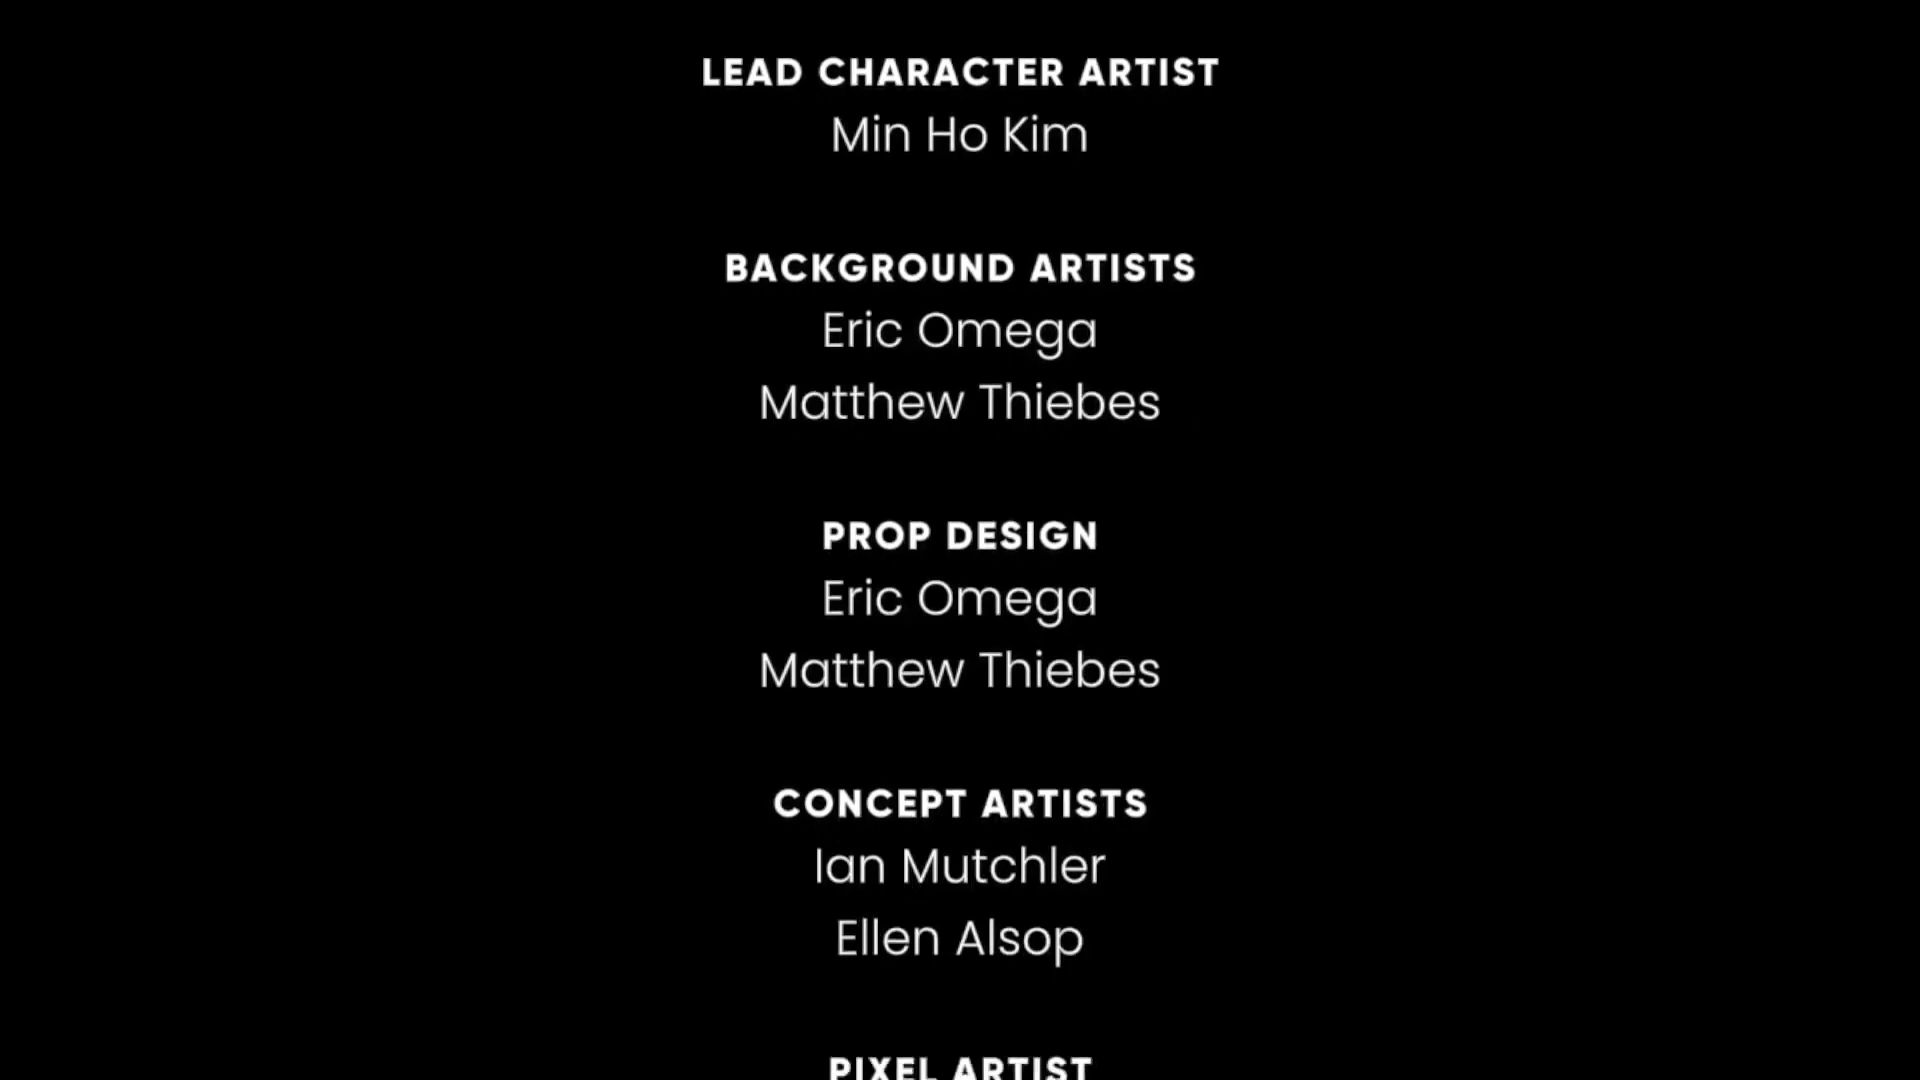 LEAD CHARACTER ARTIST
Min Ho Kim
BACKGROUND ARTISTS
Eric Omega
Matthew Thiebes
PROP DESIGN
Eric Omega
Matthew Thiebes
CONCEPT ARTISTS
Ian Mutchler
Ellen Alsop
PIXEL ARTIST